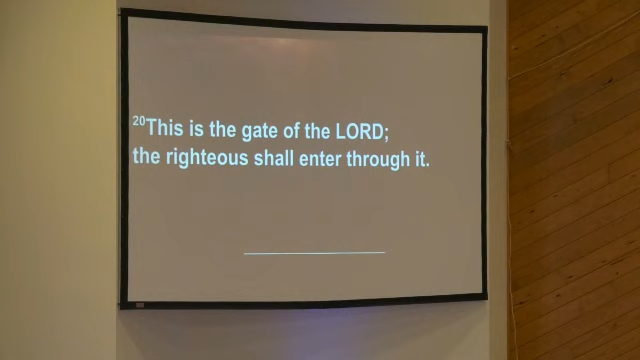 20This is the gate of the LORD;
the righteous shall enter through it.